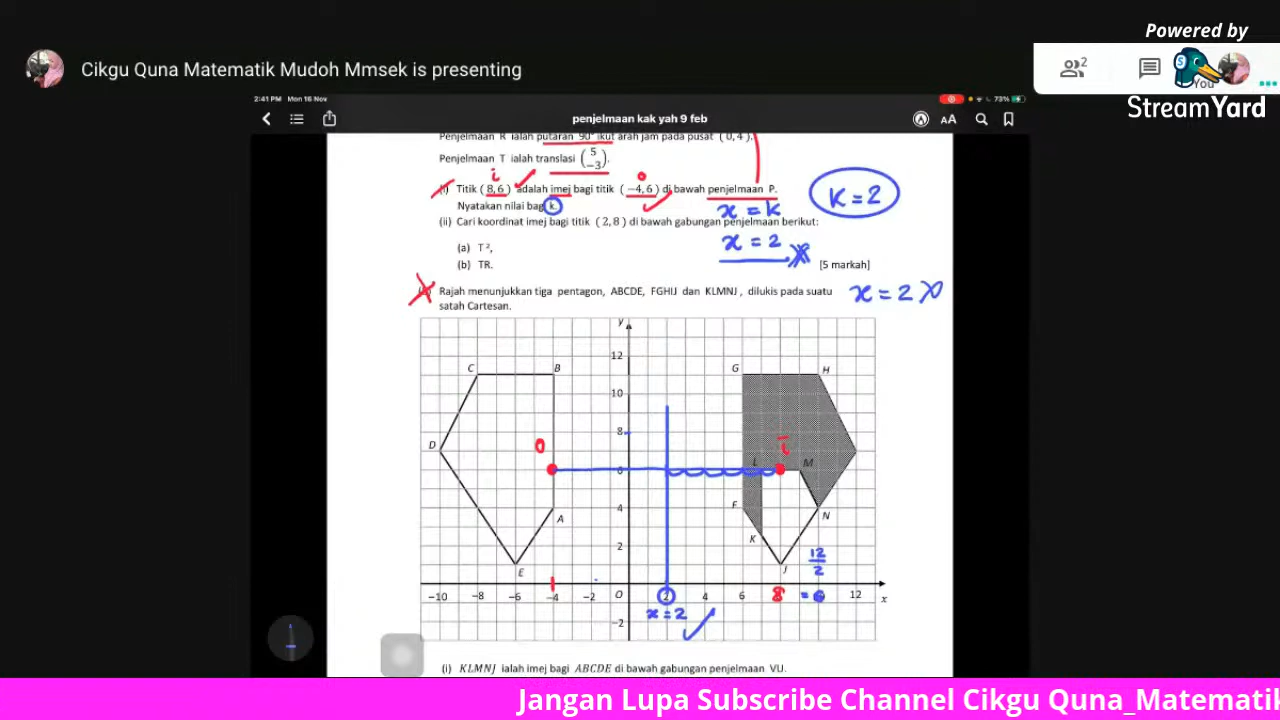 Powered by
Cikgu Quna Matematik Mudoh Mmsek is presenting
2
You
StreamYard
2:41 PM Mon 16 Nov
73%
penjelmaan kak yah 9 feb
AA
Penjelmaan R ialah putaran 90° ikut arah jam pada pusat (0,4).
Penjelmaan T ialah translasi (5 −3).
i o
(i) Titik (8,6) adalah imej bagi titik (−4,6) di bawah penjelmaan P.
K=2
Nyatakan nilai bagi k.
x = k
(ii) Cari koordinat imej bagi titik (2,8) di bawah gabungan penjelmaan berikut:
x = 2
(a) T²,
(b) TR.
[5 markah]
Rajah menunjukkan tiga pentagon, ABCDE, FGHIJ dan KLMNJ, dilukis pada suatu
x = 2
satah Cartesan.
y
12
C B G H
10
8
D O i
6 L M
4 A F N
2 K
E J
12/2
−10 −8 −6 −4 −2 O 2 4 6 8 = 6 12 x
x = 2
−2
(i) KLMNJ ialah imej bagi ABCDE di bawah gabungan penjelmaan VU.
Jangan Lupa Subscribe Channel Cikgu Quna_Matematik